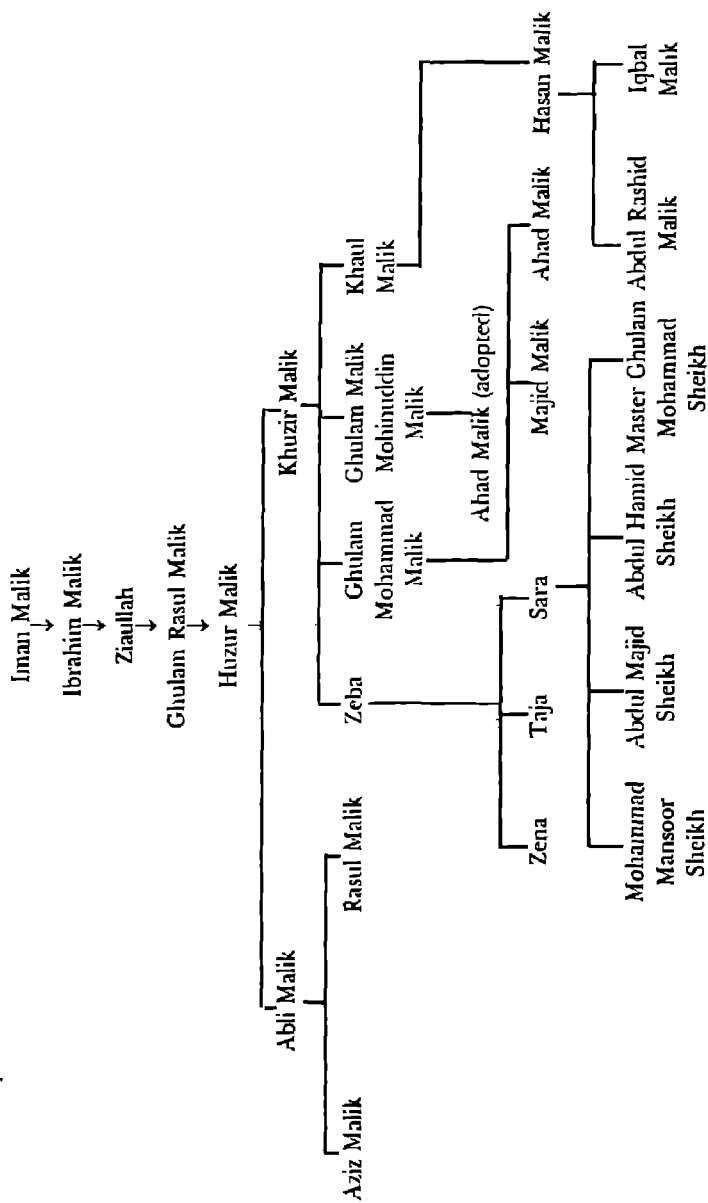 Iman Malik
Ibrahim Malik
Ziaullah
Ghulam Rasul Malik
Huzur Malik
Abli Malik
Khuzir Malik
Aziz Malik
Rasul Malik
Zeba
Ghulam
Mohammad
Malik
Ghulam Malik
Mohinuddin
Malik
Khaul
Malik
Ahad Malik (adopted)
Zena
Taja
Sara
Majid Malik
Ahad Malik
Hasan Malik
Mohammad
Mansoor
Sheikh
Abdul Majid
Sheikh
Abdul Hamid
Sheikh
Master Ghulam
Mohammad
Sheikh
Abdul Rashid
Malik
Iqbal
Malik